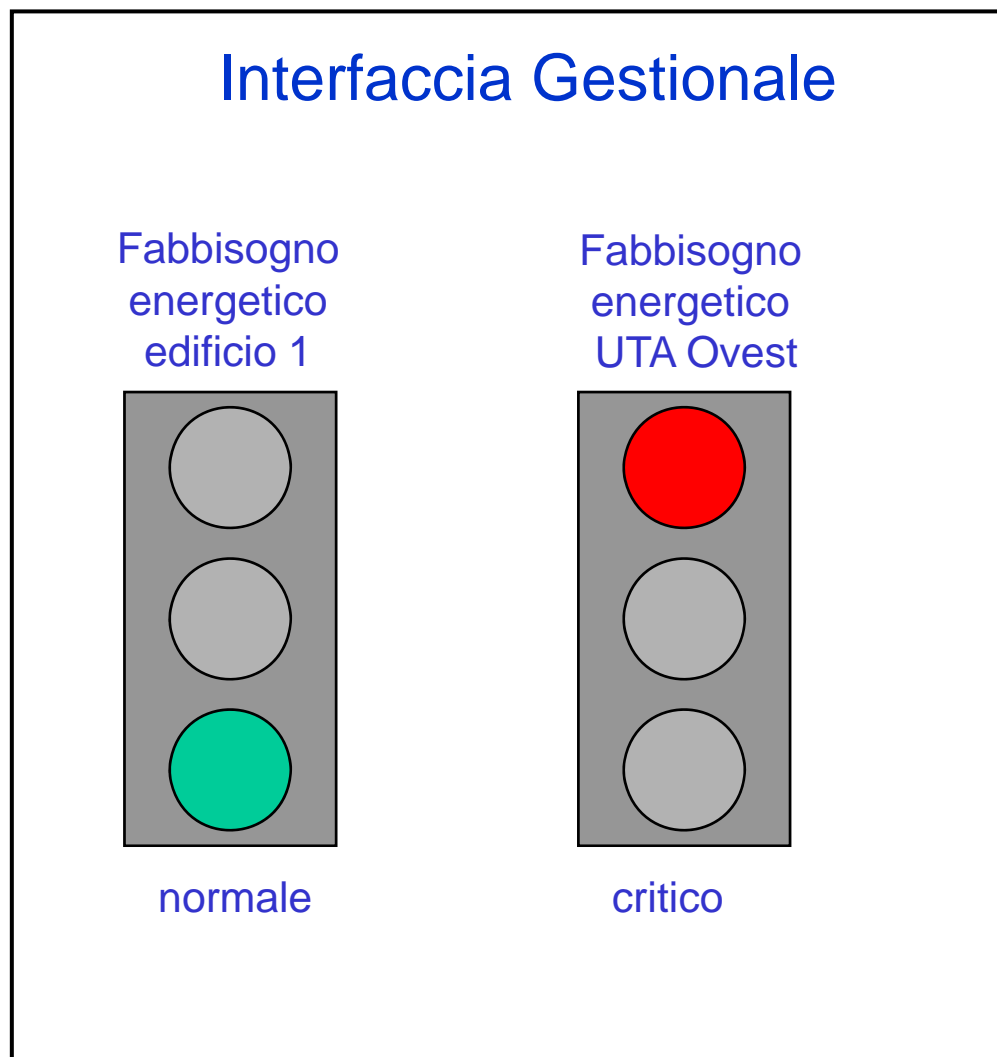 Interfaccia Gestionale
Fabbisogno
energetico
edificio 1
Fabbisogno
energetico
UTA Ovest
normale
critico